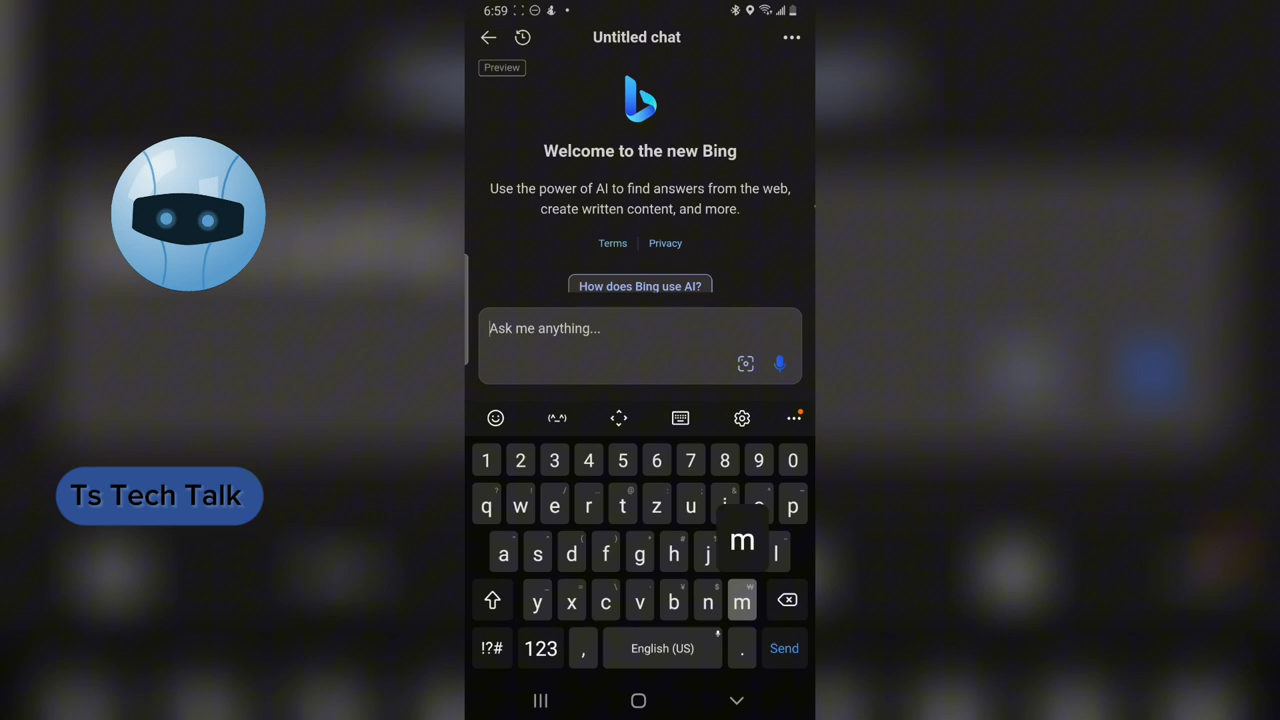 6:59
Untitled chat
Preview
Welcome to the new Bing
Use the power of AI to find answers from the web,
create written content, and more.
Terms Privacy
How does Bing use AI?
Ask me anything...
(^_^)
1 2 3 4 5 6 7 8 9 0
q w e r t z u i o p
a s d f g h j m l
y x c v b n m
!?# 123 , English (US) . Send
Ts Tech Talk